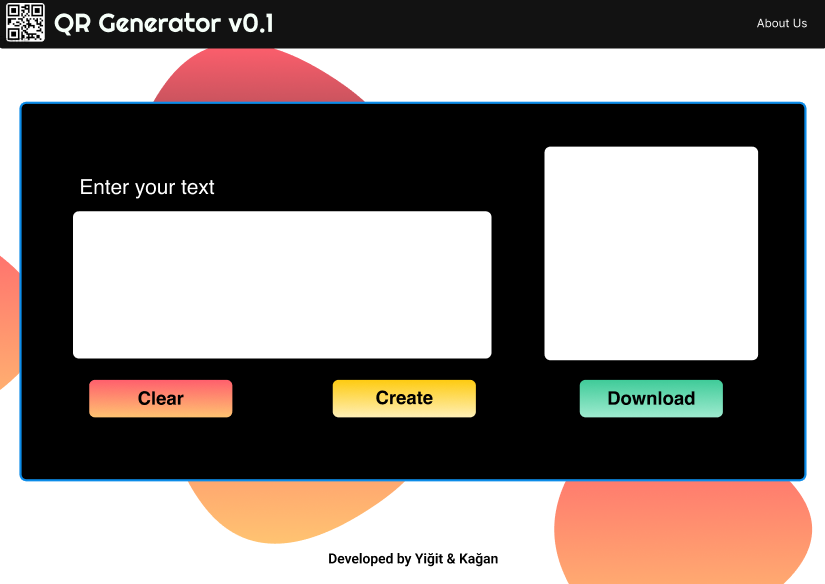 QR Generator v0.1
About Us
Enter your text
Clear
Create
Download
Developed by Yiğit & Kağan